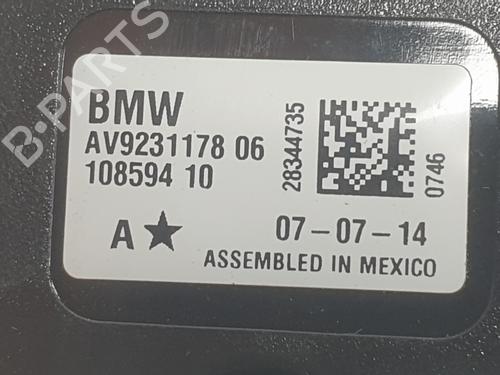 B-PARTS
BMW
AV9231178 06
108594 10
28344735
0746
A
07-07-14
ASSEMBLED IN MEXICO